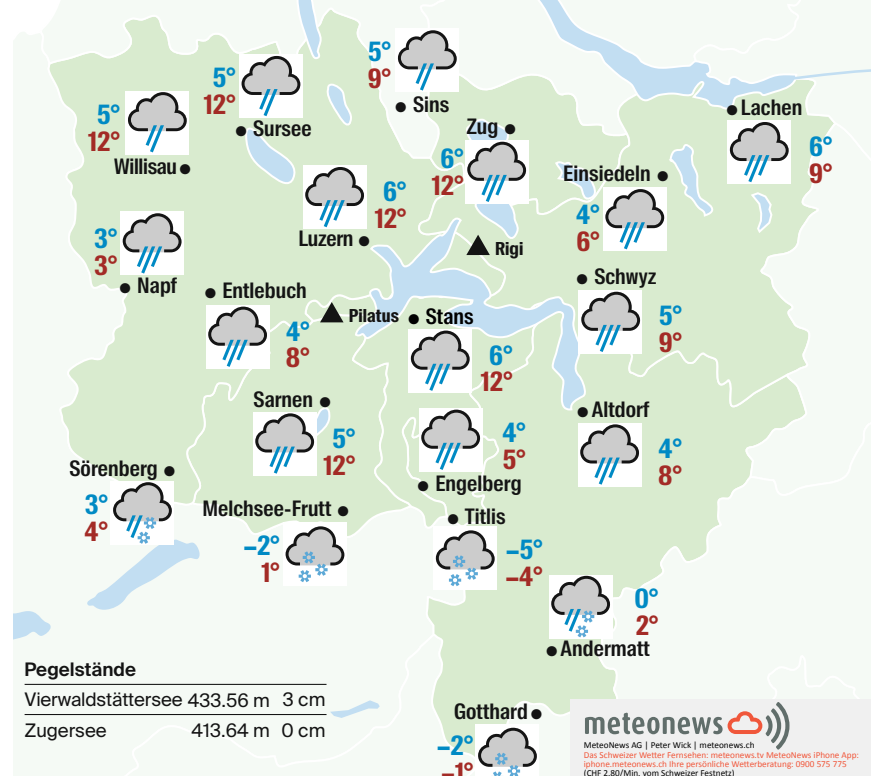 5°
9°
Sins
5°
12°
Sursee
5°
12°
Willisau
Lachen
6°
9°
Zug
6°
12°
Einsiedeln
4°
6°
6°
12°
Luzern
Rigi
3°
3°
Napf
Entlebuch
4°
8°
Pilatus
Stans
6°
12°
Schwyz
5°
9°
Sarnen
5°
12°
4°
5°
Engelberg
Altdorf
4°
8°
Sörenberg
3°
4°
Melchsee-Frutt
–2°
1°
Titlis
–5°
–4°
0°
2°
Andermatt
Gotthard
–2°
–1°
Pegelstände
Vierwaldstättersee 433.56 m 3 cm
Zugersee 413.64 m 0 cm
meteonews
MeteoNews AG | Peter Wick | meteonews.ch
Das Schweizer Wetter Fernsehen: meteonews.tv MeteoNews iPhone App:
iphone.meteonews.ch Ihre persönliche Wetterberatung: 0900 575 775
(CHF 2.80/Min. vom Schweizer Festnetz)